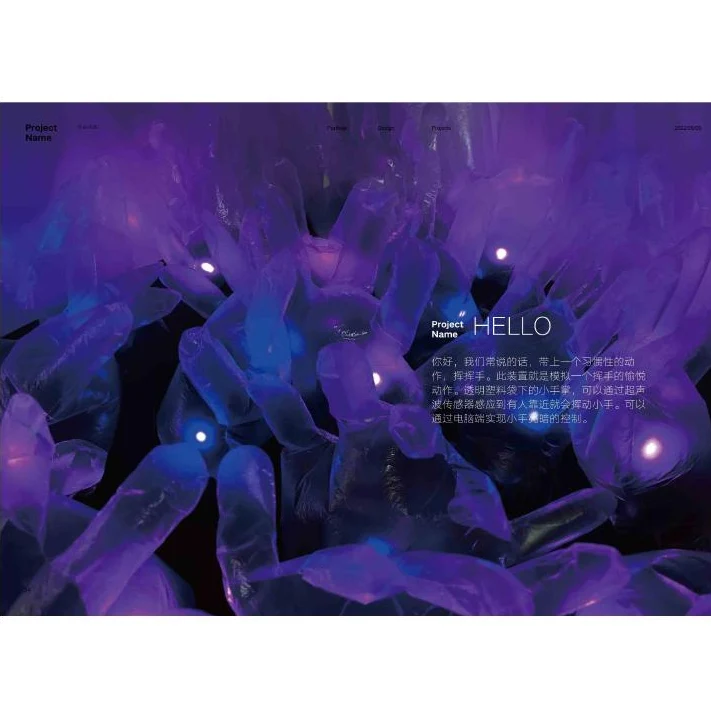 Project
Name
Portfolio
Design
Projects
Project
Name
HELLO
你好，我们常说的话，带上一个习惯性的动
作，挥挥手。此装置就是模拟一个挥手的愉悦
动作。透明塑料袋下的小手掌，可以通过超声
波传感器感应到有人靠近就会挥动小手。可以
通过电脑端实现小手明暗的控制。